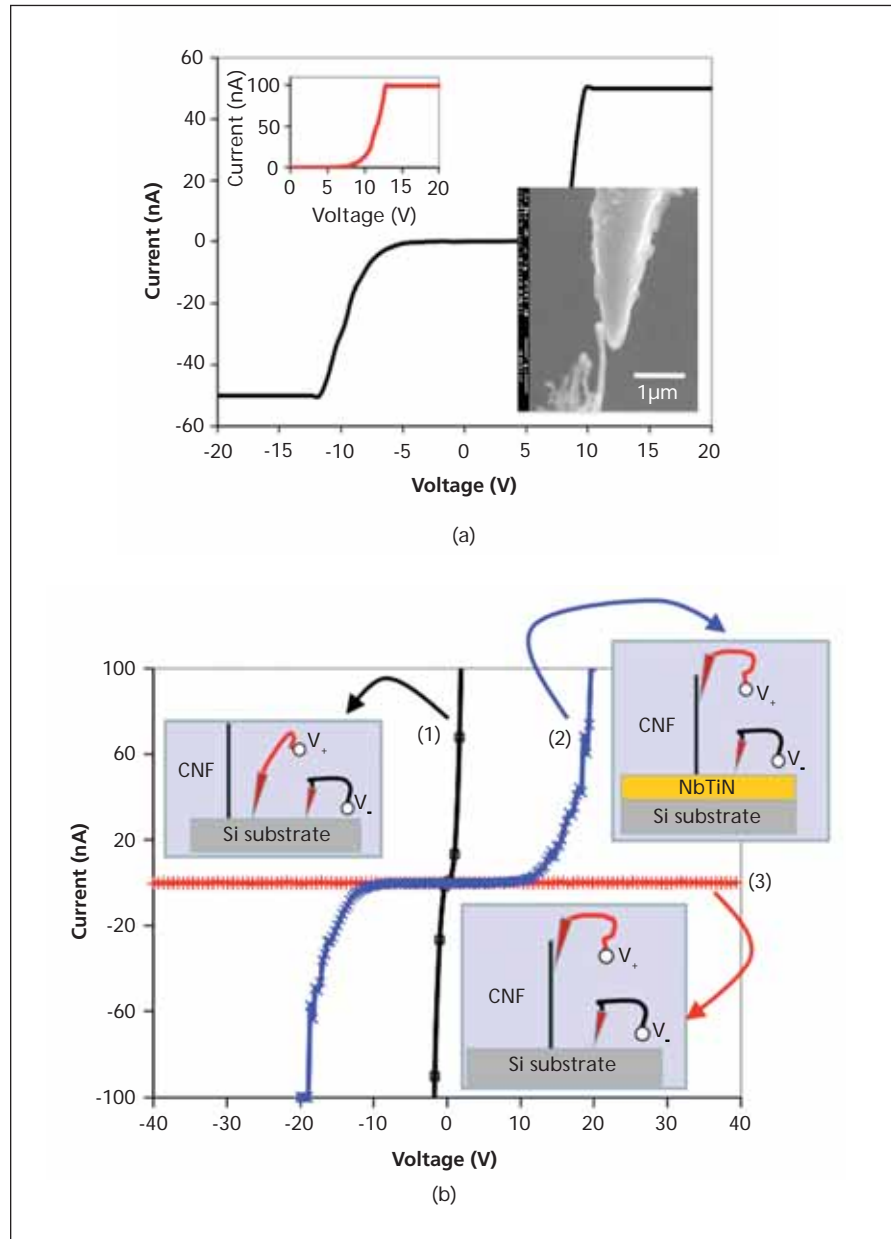 60
40
20
0
-20
-40
-60
Current (nA)
-20 -15 -10 -5 0 5 10 15 20
Voltage (V)
100
50
0
Current (nA)
0 5 10 15 20
Voltage (V)
1µm
(a)
100
60
20
-20
-60
-100
Current (nA)
-40 -30 -20 -10 0 10 20 30 40
Voltage (V)
(1)
(2)
(3)
CNF
V+
V-
Si substrate
CNF
V+
V-
NbTiN
Si substrate
CNF
V+
V-
Si substrate
(b)